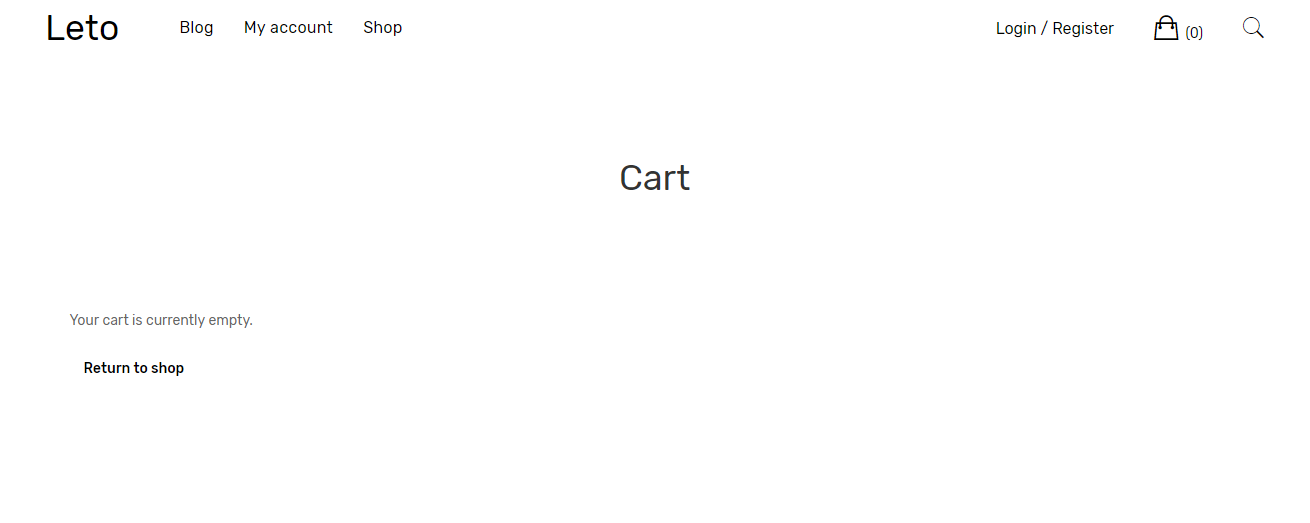 Leto Blog My account Shop Login / Register (0)
Cart
Your cart is currently empty.
Return to shop